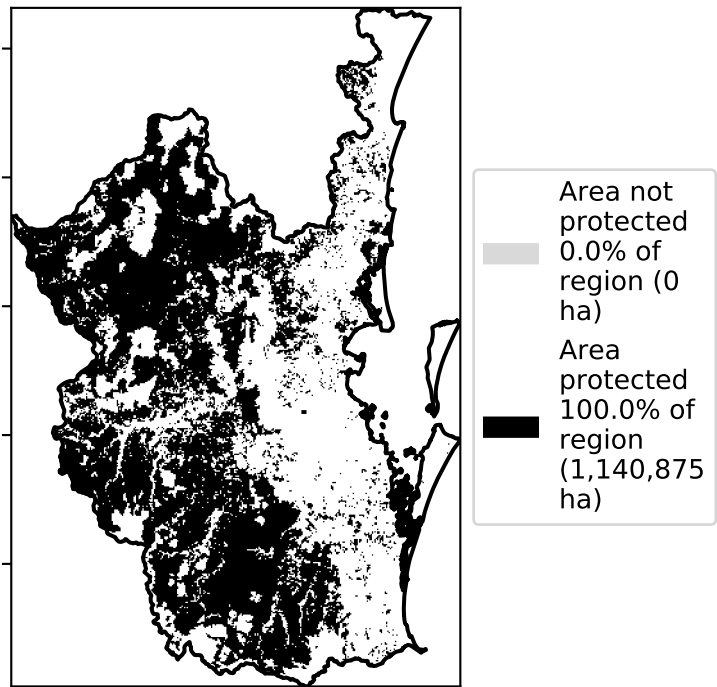 Area not
protected
0.0% of
region (0
ha)
Area
protected
100.0% of
region
(1,140,875
ha)